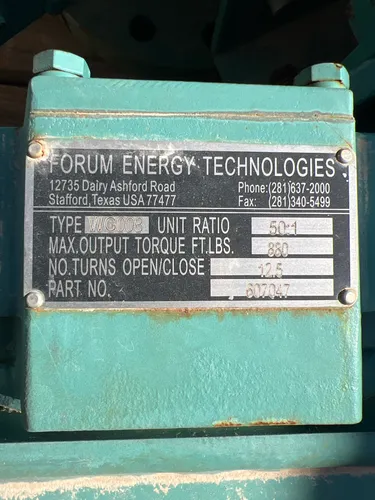 FORUM ENERGY TECHNOLOGIES
12735 Dairy Ashford Road Phone:(281)637-2000
Stafford,Texas USA 77477 Fax: (281)340-5499
TYPE UNIT RATIO 50:1
MAX.OUTPUT TORQUE FT.LBS. 880
NO.TURNS OPEN/CLOSE 12.5
PART NO. 607047